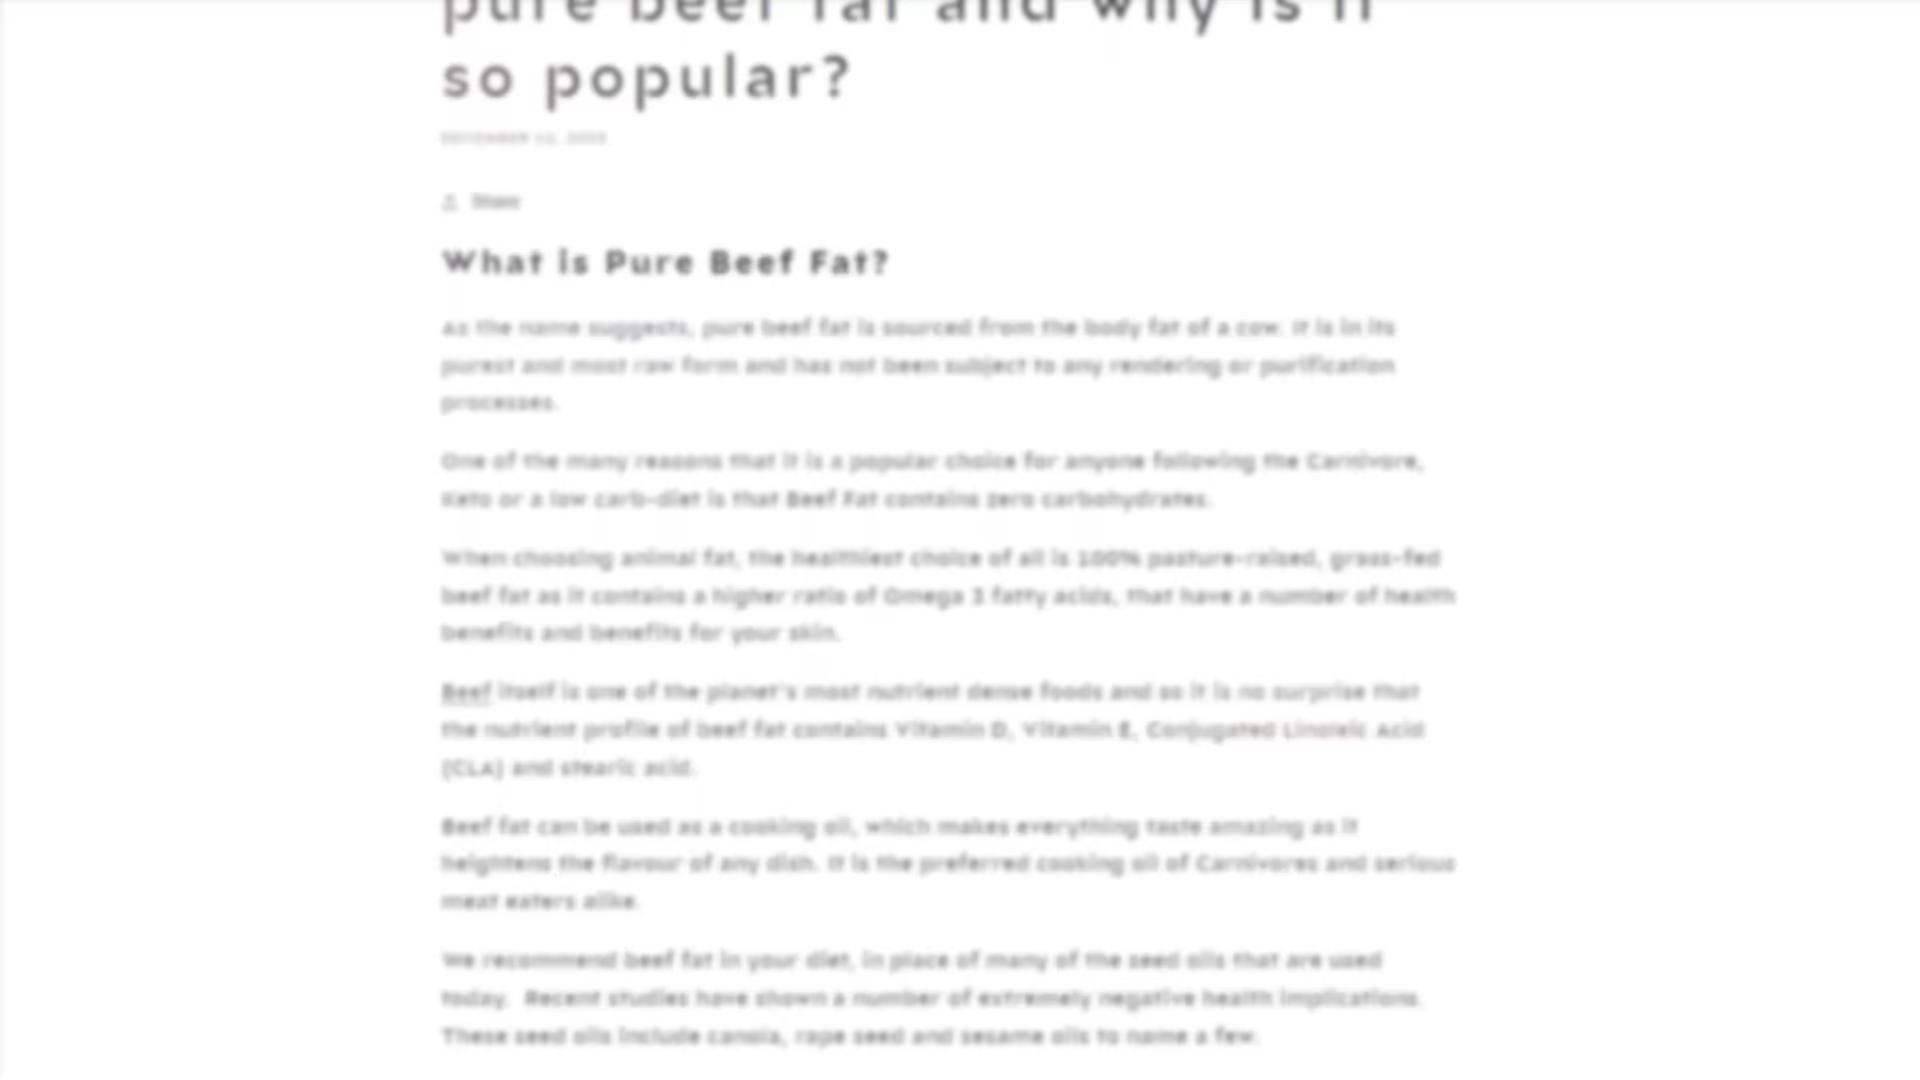 pure beef fat and why is it
so popular?
DECEMBER
Share
What is Pure Beef Fat?
As the name suggests, pure beef fat is sourced from the body fat of a cow. It is in its
purest and most raw form and has not been subject to any rendering or purification
processes.
One of the many reasons that it is a popular choice for anyone following the Carnivore,
Keto or a low carb-diet is that Beef Fat contains zero carbohydrates.
When choosing animal fat, the healthiest choice of all is 100% pasture-raised, grass-fed
beef fat as it contains a higher ratio of Omega 3 fatty acids, that have a number of health
benefits and benefits for your skin.
Beef itself is one of the planet's most nutrient dense foods and so it is no surprise that
the nutrient profile of beef fat contains Vitamin D, Vitamin E, Conjugated Linoleic Acid
(CLA) and stearic acid.
Beef fat can be used as a cooking oil, which makes everything taste amazing as it
heightens the flavour of any dish. It is the preferred cooking oil of Carnivores and serious
meat eaters alike.
We recommend beef fat in your diet, in place of many of the seed oils that are used
today. Recent studies have shown a number of extremely negative health implications.
These seed oils include canola, rape seed and sesame oils to name a few.